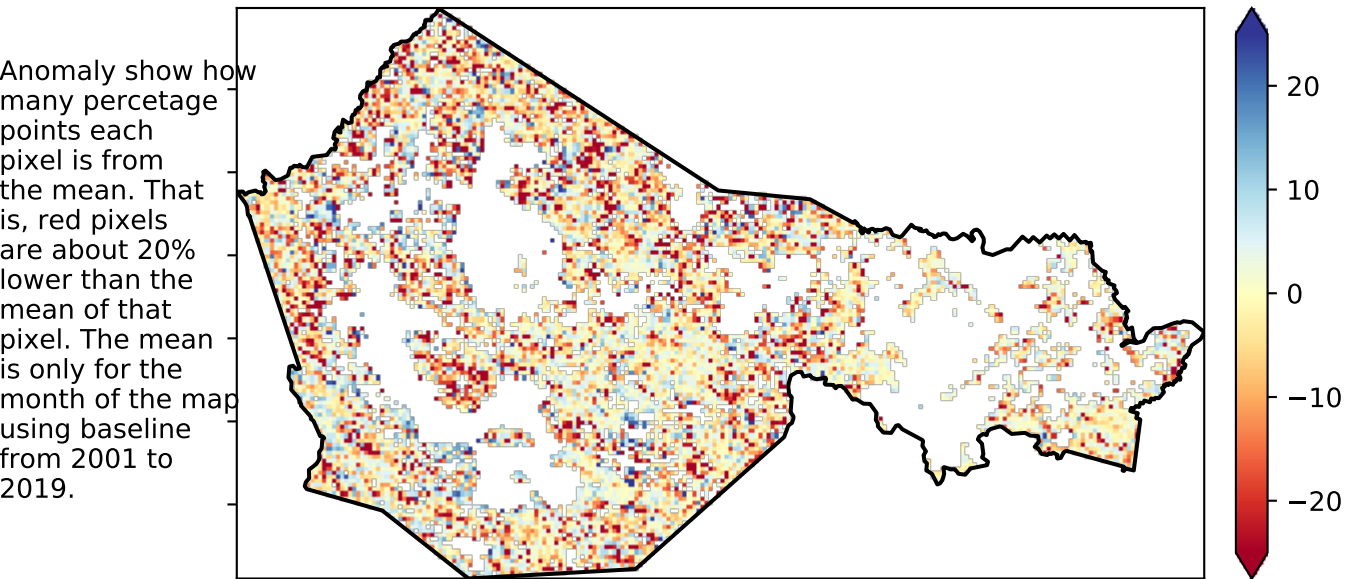 Anomaly show how
many percetage
points each
pixel is from
the mean. That
is, red pixels
are about 20%
lower than the
mean of that
pixel. The mean
is only for the
month of the map
using baseline
from 2001 to
2019.
20
10
0
−10
−20